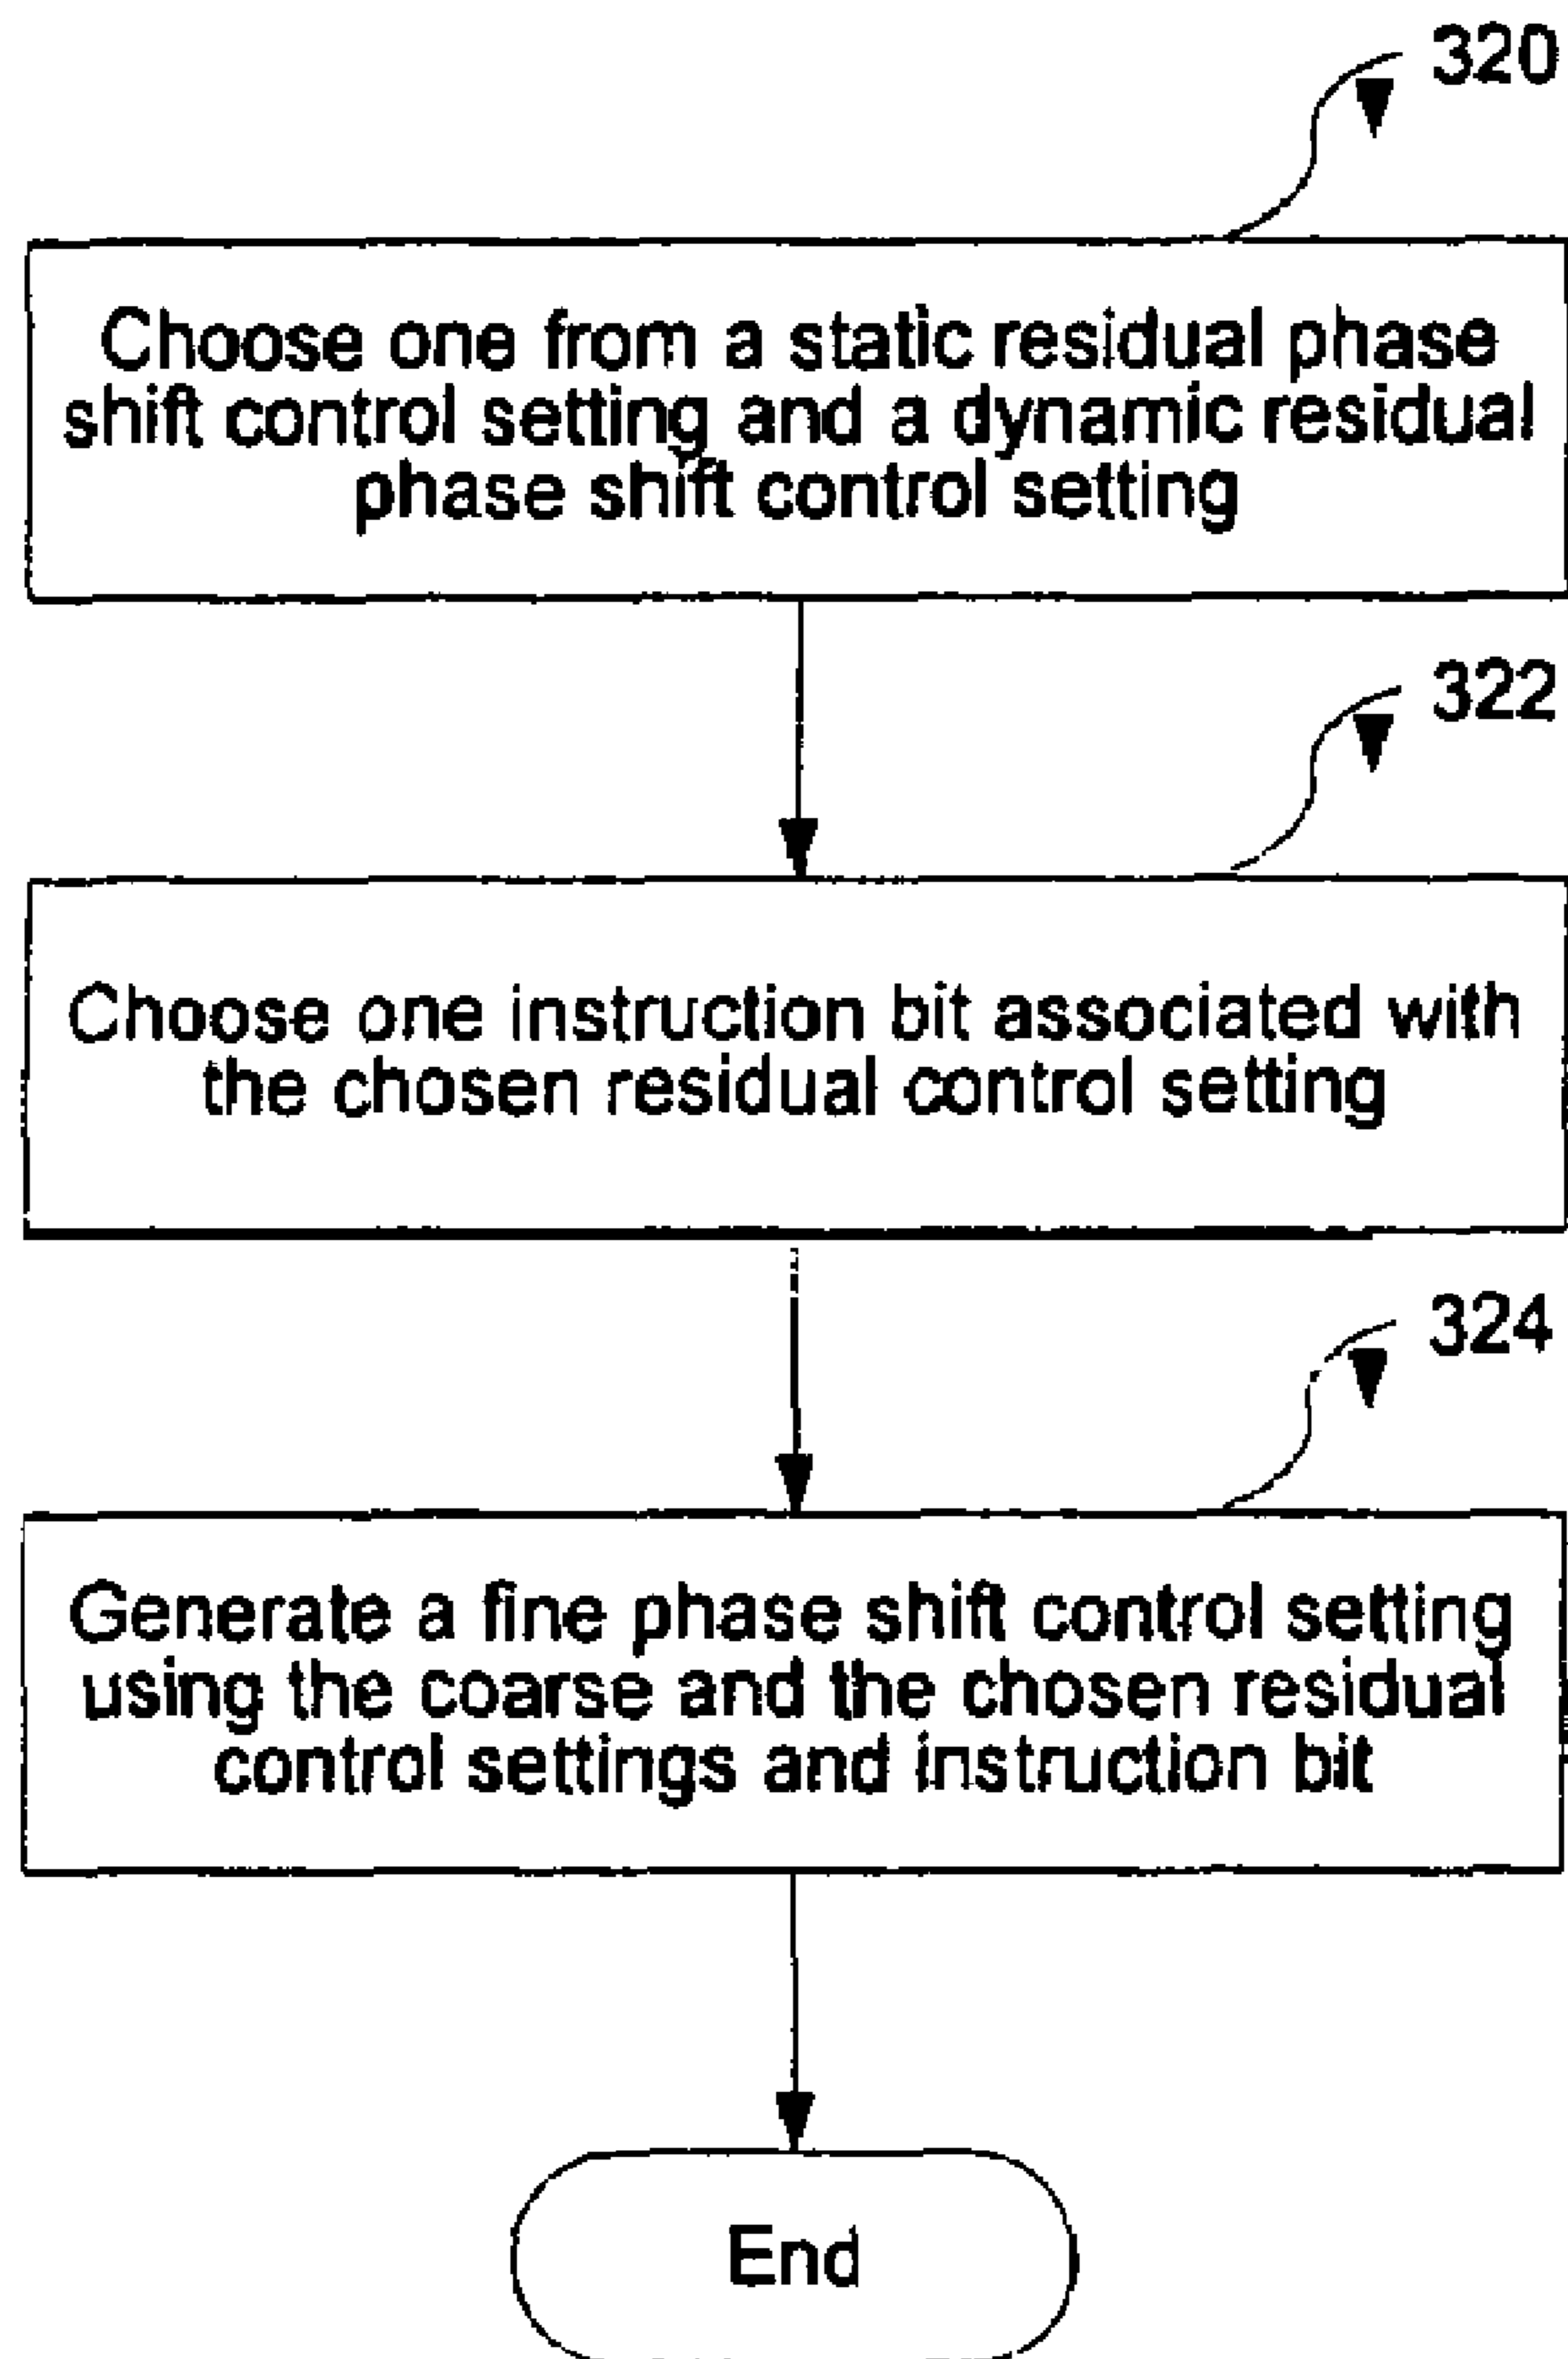 320
Choose one from a static residual phase
shift control setting and a dynamic residual
phase shift control setting
322
Choose one instruction bit associated with
the chosen residual control setting
324
Generate a fine phase shift control setting
using the coarse and the chosen residual
control settings and instruction bit
End